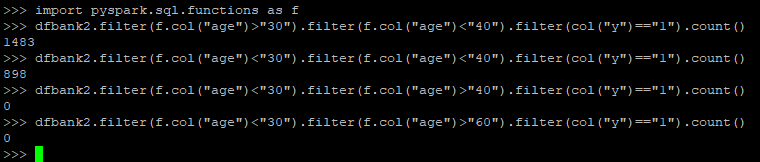 >>> import pyspark.sql.functions as f
>>> dfbank2.filter(f.col("age")>"30").filter(f.col("age")<"40").filter(col("y")=="1").count()
1483
>>> dfbank2.filter(f.col("age")<"30").filter(f.col("age")<"40").filter(col("y")=="1").count()
898
>>> dfbank2.filter(f.col("age")<"30").filter(f.col("age")>"40").filter(col("y")=="1").count()
0
>>> dfbank2.filter(f.col("age")<"30").filter(f.col("age")>"60").filter(col("y")=="1").count()
0
>>>